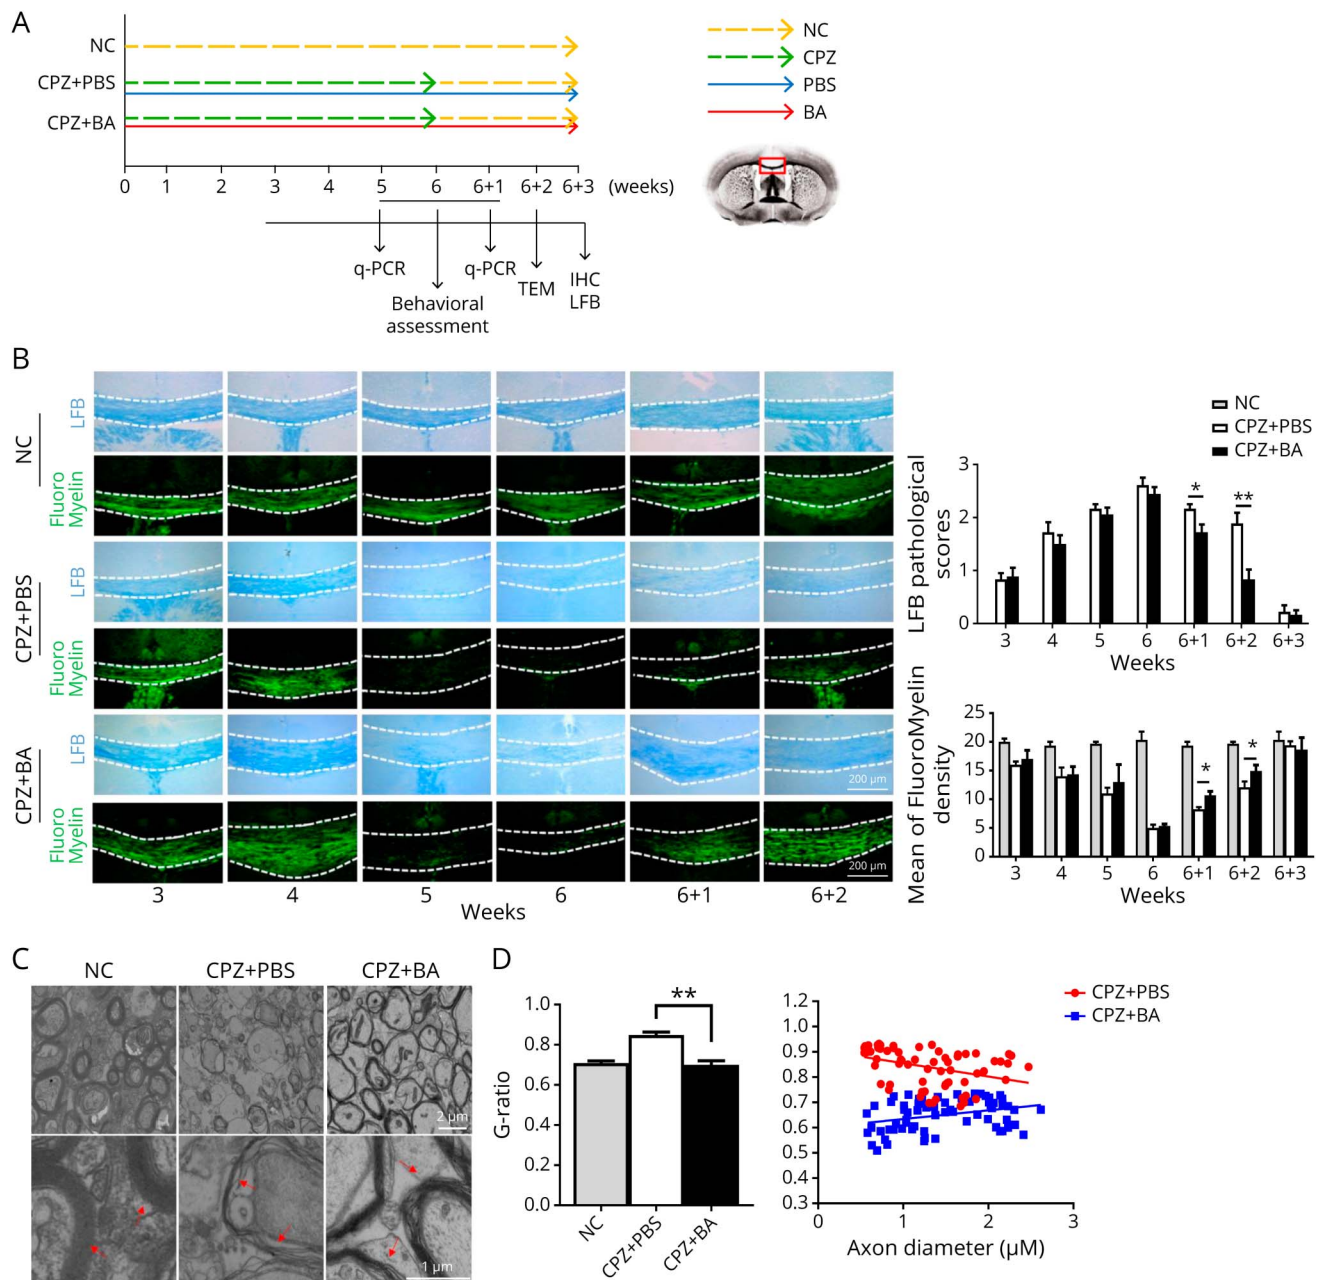 A
NC
CPZ+PBS
CPZ+BA
0 1 2 3 4 5 6 6+1 6+2 6+3 (weeks)
q-PCR
q-PCR
Behavioral
assessment
TEM
IHC
LFB
NC
CPZ
PBS
BA
B
NC
LFB
Fluoro
Myelin
CPZ+PBS
LFB
Fluoro
Myelin
CPZ+BA
LFB
200 µm
Fluoro
Myelin
200 µm
3 4 5 6 6+1 6+2
Weeks
NC
CPZ+PBS
CPZ+BA
LFB pathological
scores
3
2
1
0
* **
3 4 5 6 6+1 6+2 6+3
Weeks
Mean of FluoroMyelin
density
25
20
15
10
5
0
* *
3 4 5 6 6+1 6+2 6+3
Weeks
C
NC CPZ+PBS CPZ+BA
2 µm
1 µm
D
G-ratio
1.0
0.8
0.6
0.4
0.2
0.0
**
NC
CPZ+PBS
CPZ+BA
1.2
1.0
0.9
0.8
0.7
0.6
0.5
0.4
0.3
0 1 2 3
Axon diameter (µM)
CPZ+PBS
CPZ+BA